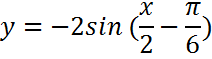 y = −2sin (x/2 − π/6)